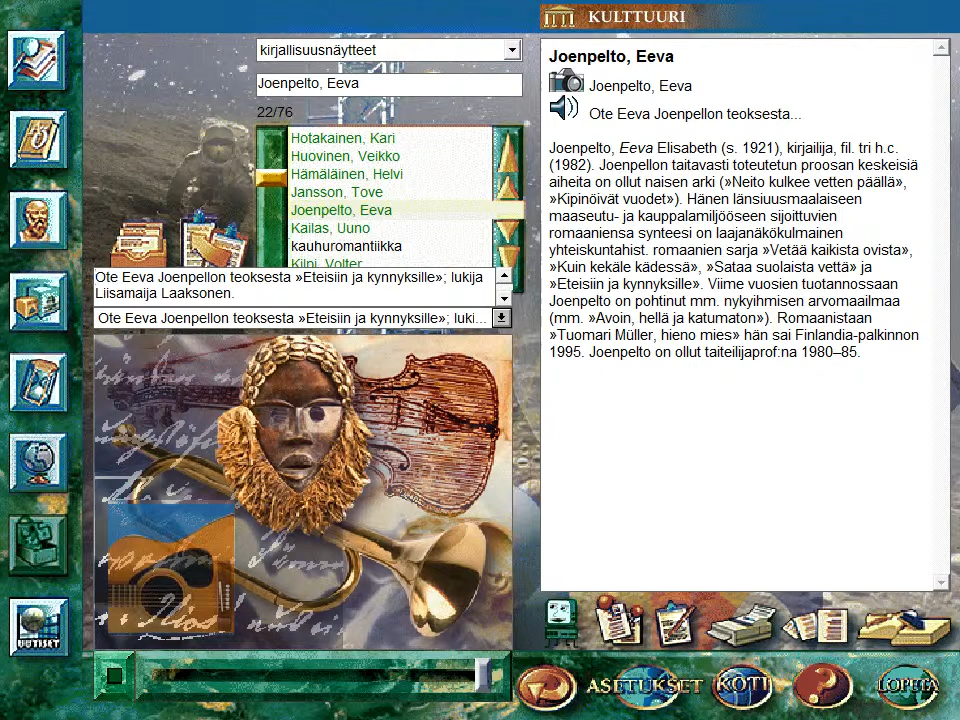 KULTTUURI
kirjallisuusnäytteet
Joenpelto, Eeva
22/76
Hotakainen, Kari
Huovinen, Veikko
Hämäläinen, Helvi
Jansson, Tove
Joenpelto, Eeva
Kailas, Uuno
kauhuromantiikka
Kilpi, Volter
Ote Eeva Joenpellon teoksesta »Eteisiin ja kynnyksille»; lukija
Liisamaija Laaksonen.
Ote Eeva Joenpellon teoksesta »Eteisiin ja kynnyksille»; luki...
Joenpelto, Eeva
Joenpelto, Eeva
Ote Eeva Joenpellon teoksesta...
Joenpelto, Eeva Elisabeth (s. 1921), kirjailija, fil. tri h.c.
(1982). Joenpellon taitavasti toteutetun proosan keskeisiä
aiheita on ollut naisen arki (»Neito kulkee vetten päällä»,
»Kipinöivät vuodet»). Hänen länsiuusmaalaiseen
maaseutu- ja kauppalamiljööseen sijoittuvien
romaaniensa synteesi on laajanäkökulmainen
yhteiskuntahist. romaanien sarja »Vetää kaikista ovista»,
»Kuin kekäle kädessä», »Sataa suolaista vettä» ja
»Eteisiin ja kynnyksille». Viime vuosien tuotannossaan
Joenpelto on pohtinut mm. nykyihmisen arvomaailmaa
(mm. »Avoin, hellä ja katumaton»). Romaanistaan
»Tuomari Müller, hieno mies» hän sai Finlandia-palkinnon
1995. Joenpelto on ollut taiteilijaprof:na 1980–85.
UUTISET
ASETUKSET
KOTI
LOPETA